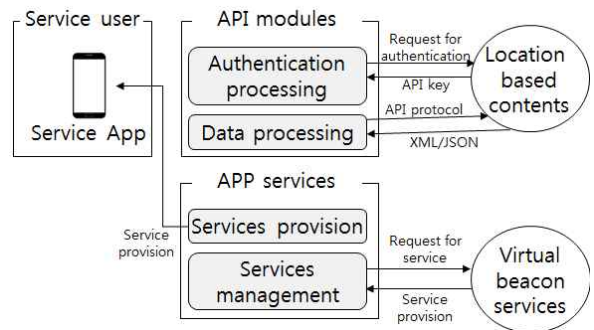 Service user
Service App
API modules
Authentication
processing
Data processing
Request for
authentication
API key
API protocol
XML/JSON
Location
based
contents
APP services
Services provision
Services
management
Service
provision
Request for
service
Service
provision
Virtual
beacon
services